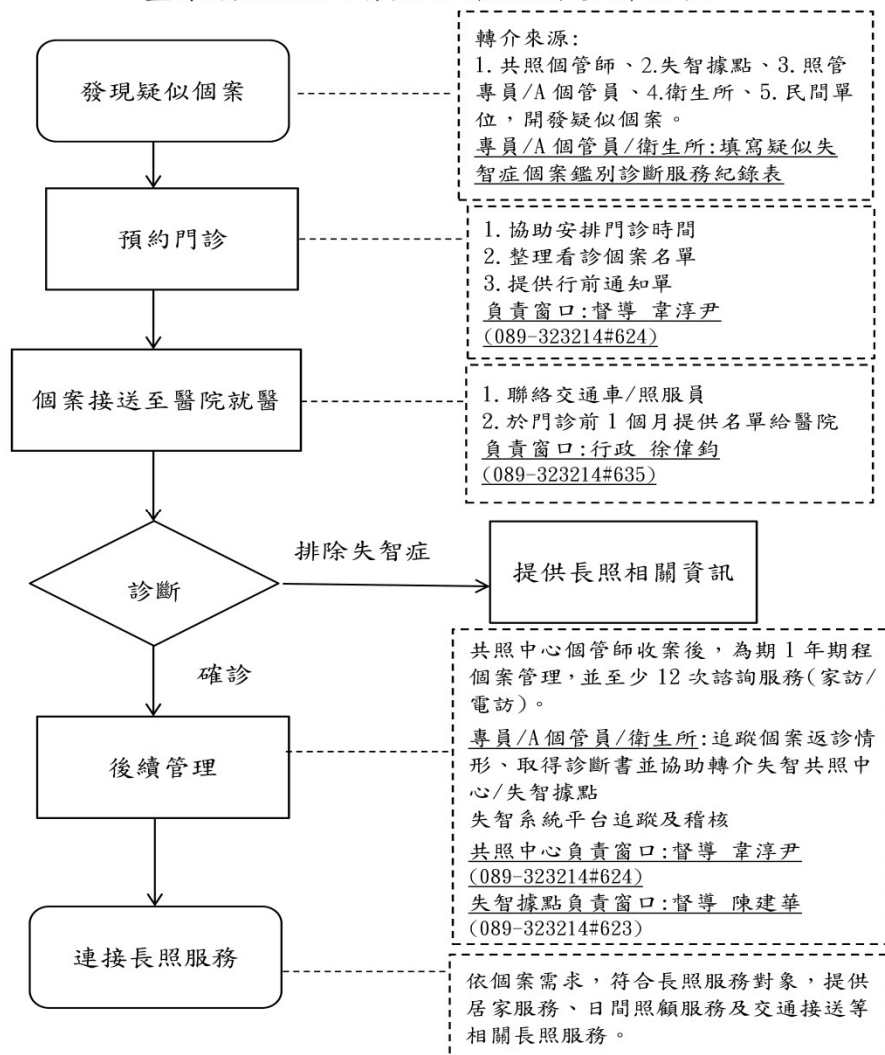 發現疑似個案
轉介來源:
1.共照個管師、2.失智據點、3.照管
專員/A個管員、4.衛生所、5.民間單
位，開發疑似個案。
專員/A個管員/衛生所:填寫疑似失
智症個案鑑別診斷服務紀錄表
預約門診
1.協助安排門診時間
2.整理看診個案名單
3.提供行前通知單
負責窗口:督導 韋淳尹
(089-323214#624)
個案接送至醫院就醫
1.聯絡交通車/照服員
2.於門診前1個月提供名單給醫院
負責窗口:行政 徐偉鈞
(089-323214#635)
診斷
排除失智症
提供長照相關資訊
確診
後續管理
共照中心個管師收案後，為期1年期程
個案管理，並至少12次諮詢服務(家訪/
電訪)。
專員/A個管員/衛生所:追蹤個案返診情
形、取得診斷書並協助轉介失智共照中
心/失智據點
失智系統平台追蹤及稽核
共照中心負責窗口:督導 韋淳尹
(089-323214#624)
失智據點負責窗口:督導 陳建華
(089-323214#623)
連接長照服務
依個案需求，符合長照服務對象，提供
居家服務、日間照顧服務及交通接送等
相關長照服務。